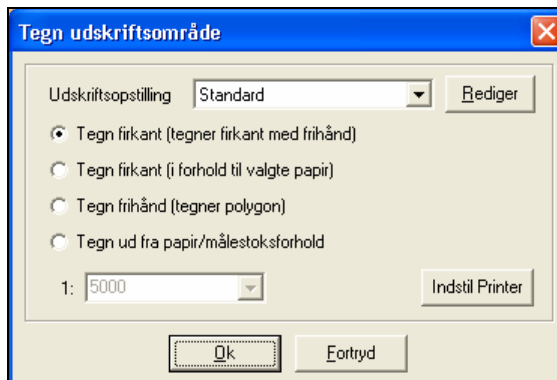 Tegn udskriftsområde
Udskriftsopstilling Standard Rediger
Tegn firkant (tegner firkant med frihånd)
Tegn firkant (i forhold til valgte papir)
Tegn frihånd (tegner polygon)
Tegn ud fra papir/målestoksforhold
1: 5000 Indstil Printer
Ok Fortryd